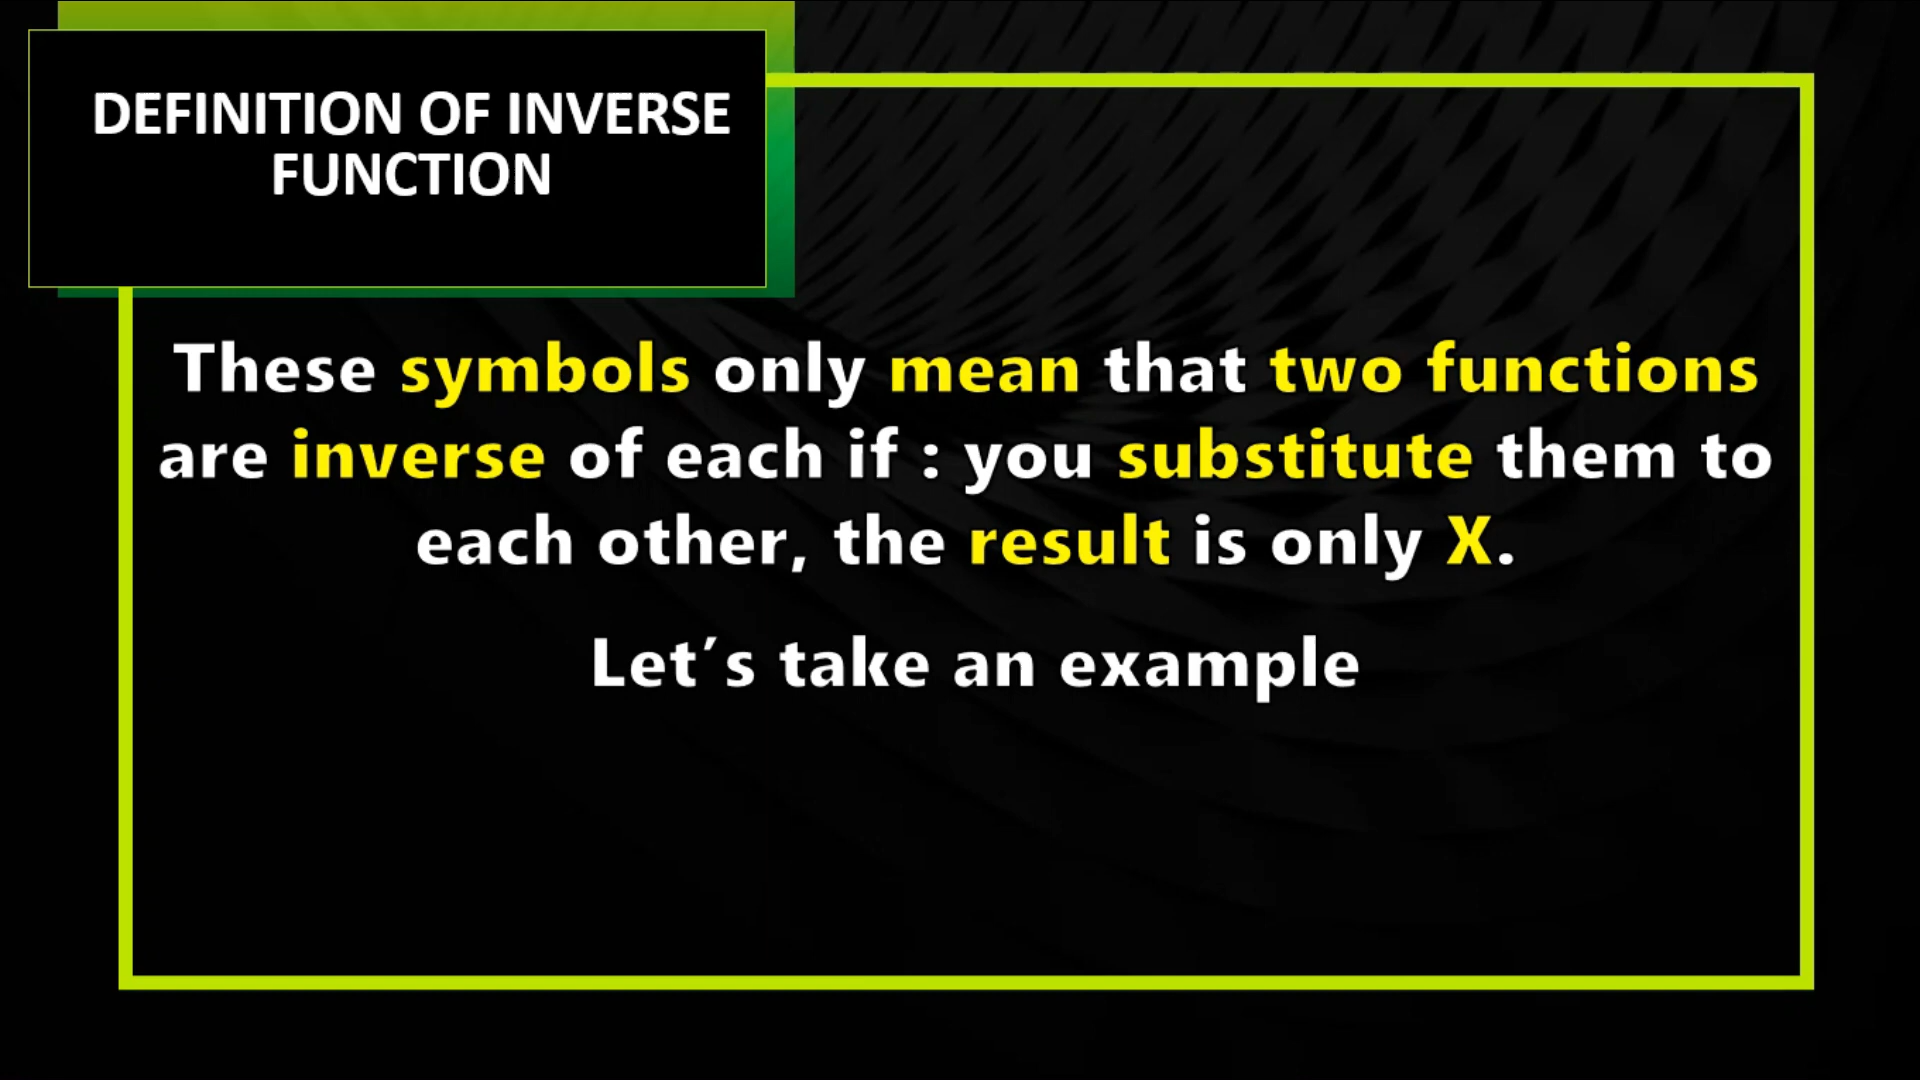 DEFINITION OF INVERSE
FUNCTION
These symbols only mean that two functions
are inverse of each if : you substitute them to
each other, the result is only X.
Let’s take an example